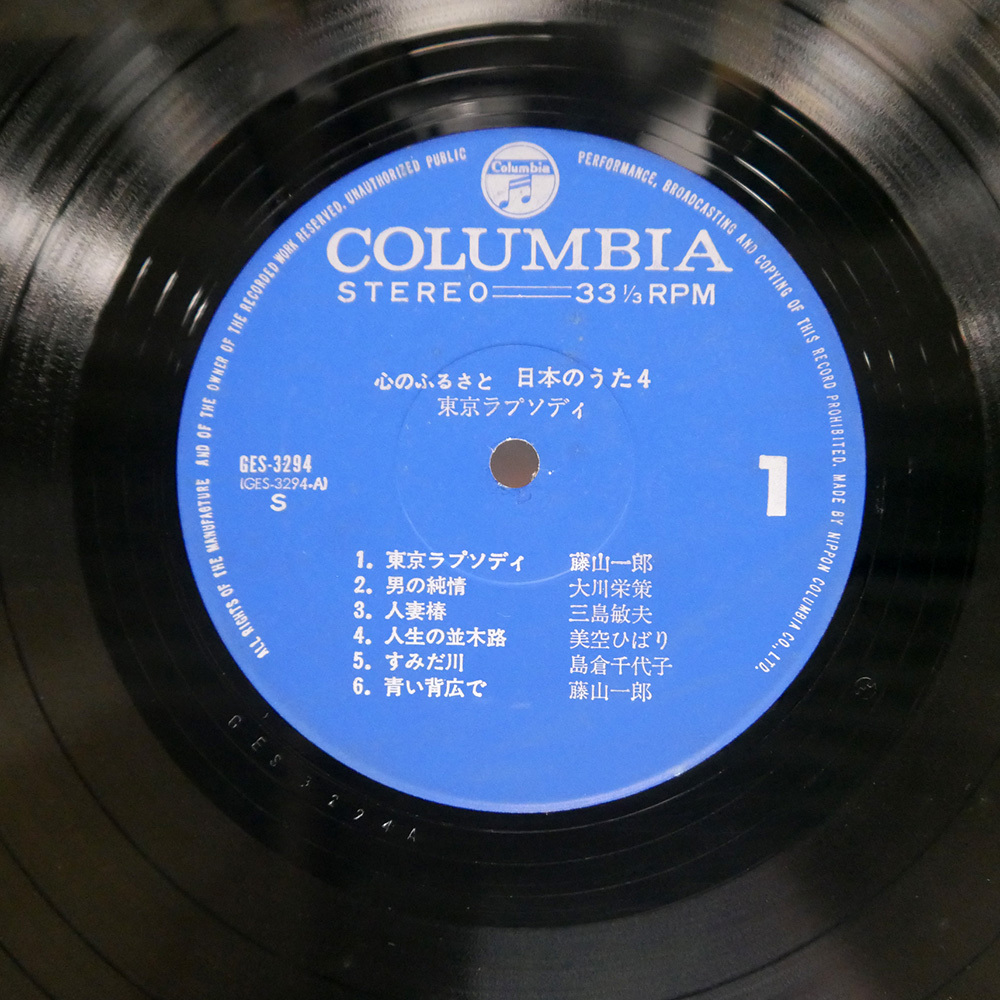 Columbia
COLUMBIA
STEREO 33 1/3 RPM
心のふるさと 日本のうた4
東京ラプソディ
GES-3294
(GES-3294-A)
S
1
1. 東京ラプソディ 藤山一郎
2. 男の純情 大川栄策
3. 人妻椿 三島敏夫
4. 人生の並木路 美空ひばり
5. すみだ川 島倉千代子
6. 青い背広で 藤山一郎
ALL RIGHTS OF THE MANUFACTURE AND OF THE OWNER OF THE RECORDED WORK RESERVED. UNAUTHORIZED PUBLIC PERFORMANCE, BROADCASTING AND COPYING OF THIS RECORD PROHIBITED. MADE BY NIPPON COLUMBIA CO., LTD.
GES3294A